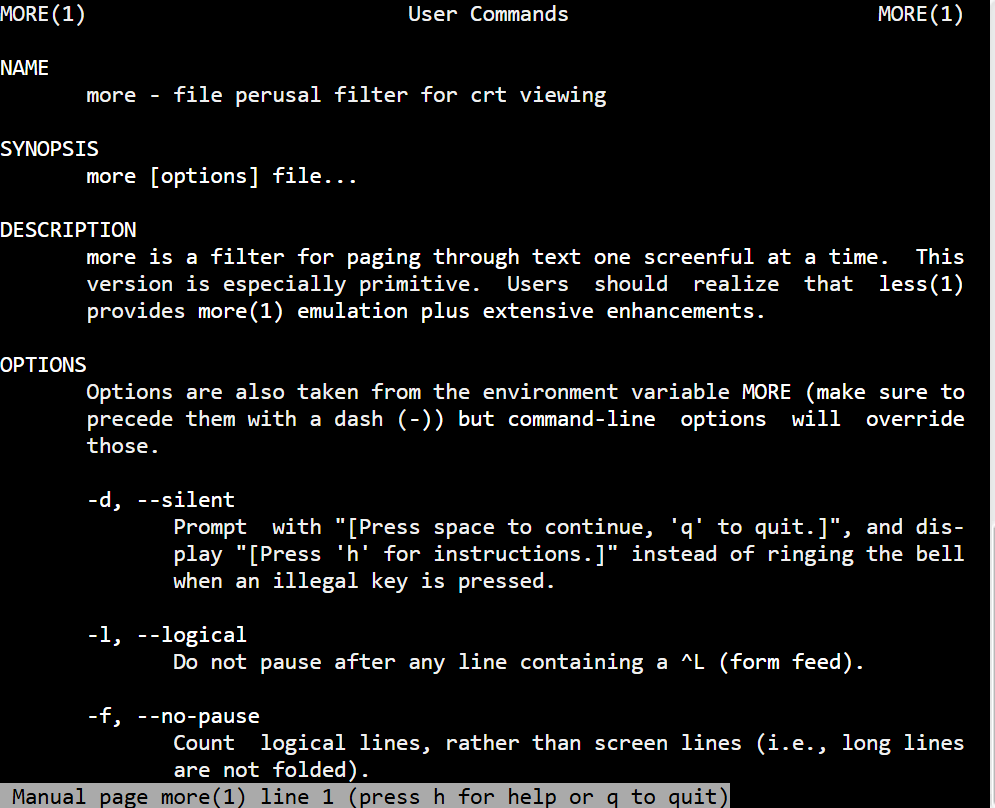 MORE(1) User Commands MORE(1)
NAME
more - file perusal filter for crt viewing
SYNOPSIS
more [options] file...
DESCRIPTION
more is a filter for paging through text one screenful at a time. This
version is especially primitive. Users should realize that less(1)
provides more(1) emulation plus extensive enhancements.
OPTIONS
Options are also taken from the environment variable MORE (make sure to
precede them with a dash (-)) but command-line options will override
those.
-d, --silent
Prompt with "[Press space to continue, 'q' to quit.]", and dis-
play "[Press 'h' for instructions.]" instead of ringing the bell
when an illegal key is pressed.
-l, --logical
Do not pause after any line containing a ^L (form feed).
-f, --no-pause
Count logical lines, rather than screen lines (i.e., long lines
are not folded).
Manual page more(1) line 1 (press h for help or q to quit)